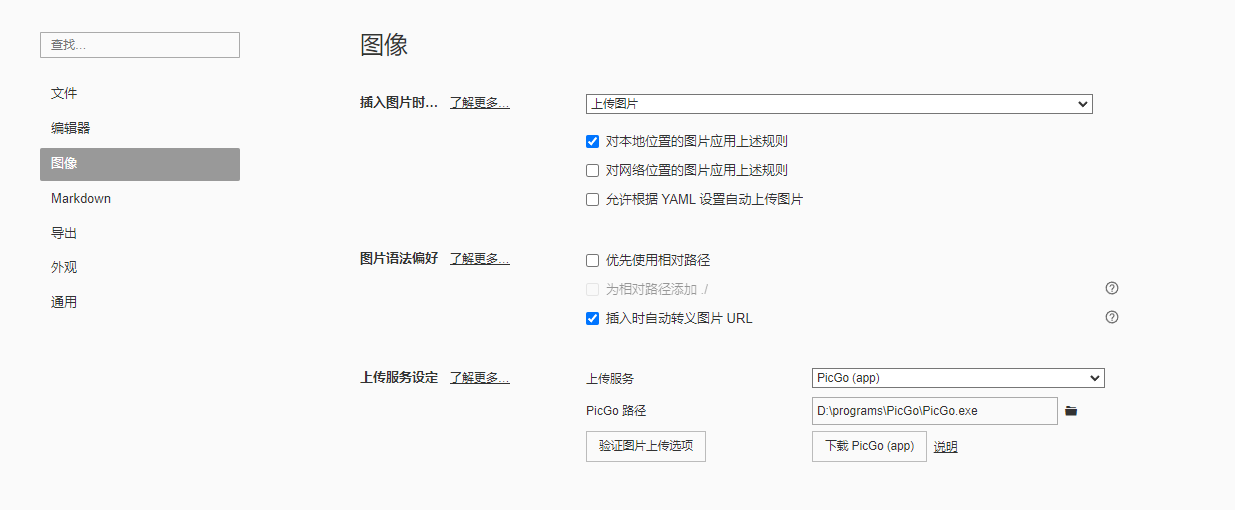 查找...
文件
编辑器
图像
Markdown
导出
外观
通用
图像
插入图片时... 了解更多...
上传图片
对本地位置的图片应用上述规则
对网络位置的图片应用上述规则
允许根据 YAML 设置自动上传图片
图片语法偏好 了解更多...
优先使用相对路径
为相对路径添加 ./
插入时自动转义图片 URL
上传服务设定 了解更多...
上传服务 PicGo (app)
PicGo 路径 D:\programs\PicGo\PicGo.exe
验证图片上传选项 下载 PicGo (app) 说明